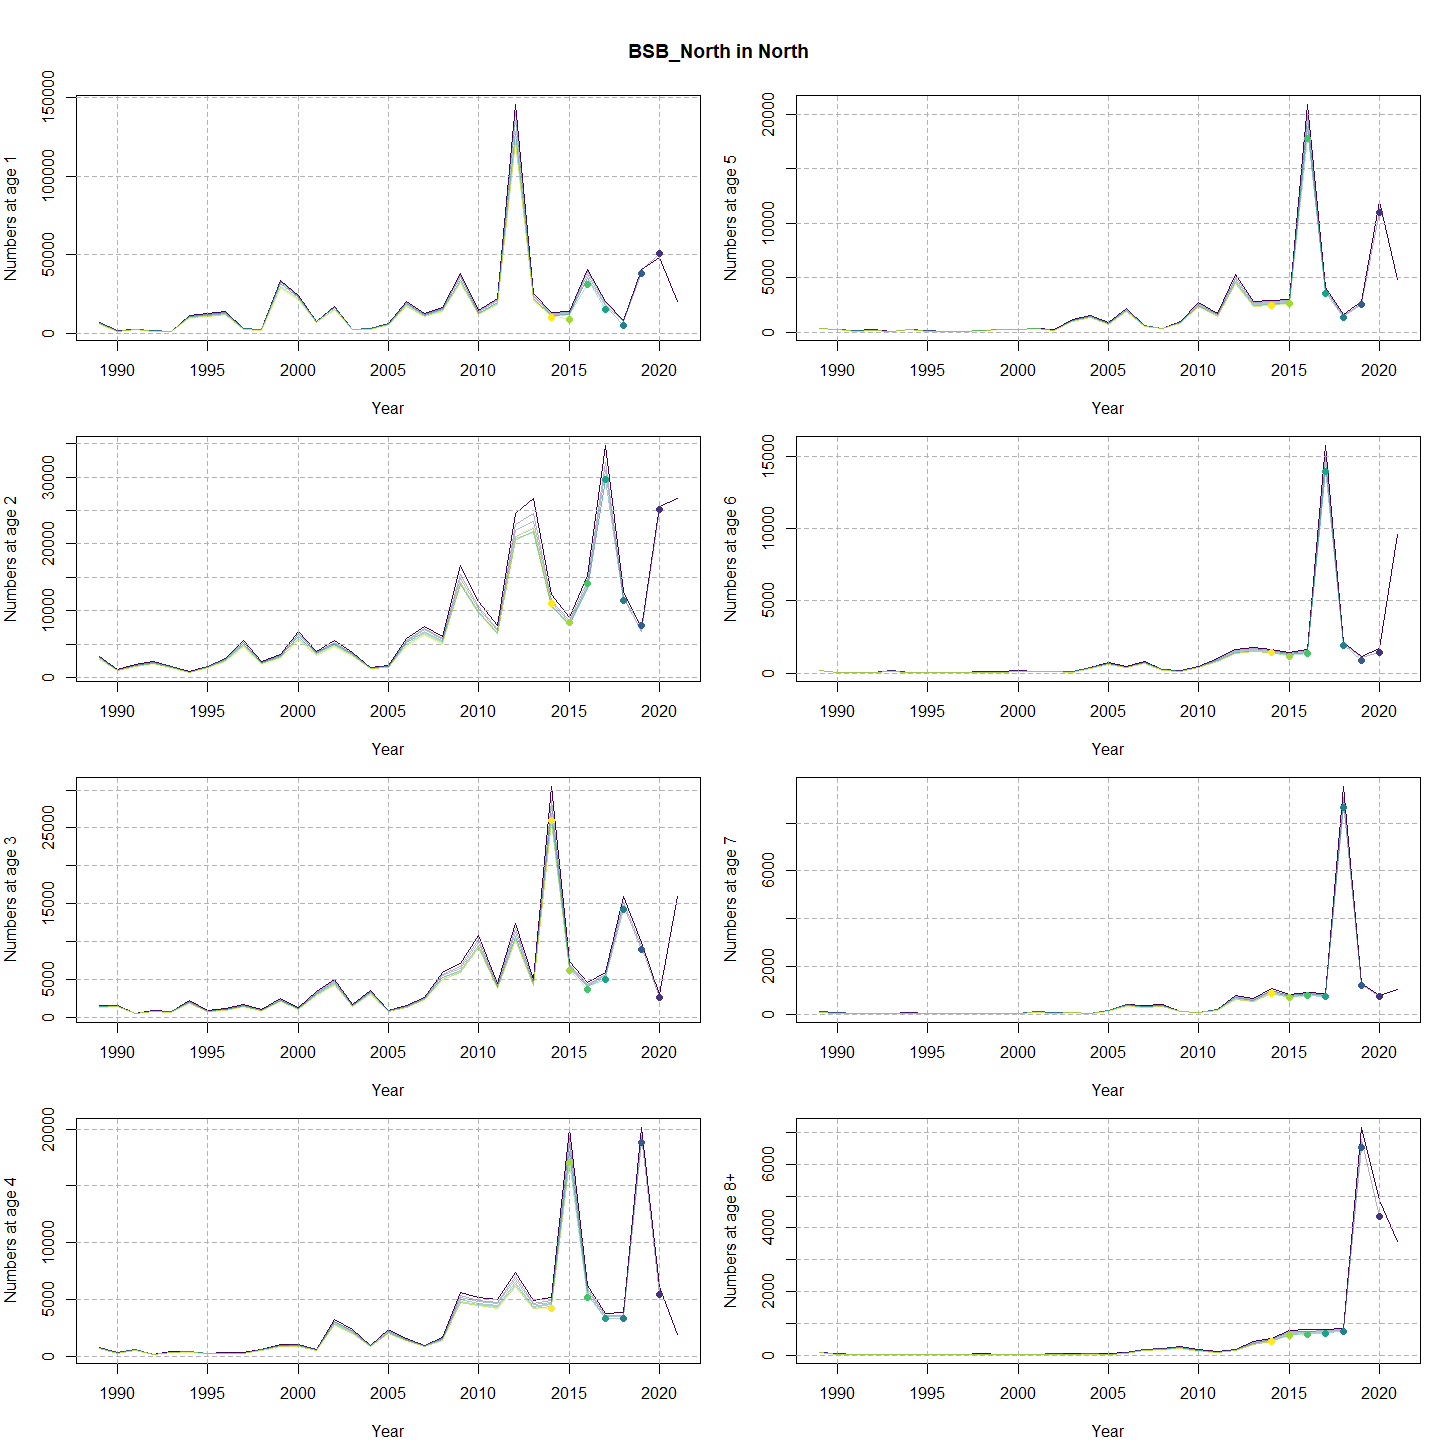 BSB_North in North
Numbers at age 1
0 50000 100000 150000
1990 1995 2000 2005 2010 2015 2020
Year
Numbers at age 5
0 5000 10000 20000
1990 1995 2000 2005 2010 2015 2020
Year
Numbers at age 2
0 10000 20000 30000
1990 1995 2000 2005 2010 2015 2020
Year
Numbers at age 6
0 5000 10000 15000
1990 1995 2000 2005 2010 2015 2020
Year
Numbers at age 3
0 5000 15000 25000
1990 1995 2000 2005 2010 2015 2020
Year
Numbers at age 7
0 2000 6000
1990 1995 2000 2005 2010 2015 2020
Year
Numbers at age 4
0 5000 10000 20000
1990 1995 2000 2005 2010 2015 2020
Year
Numbers at age 8+
0 2000 4000 6000
1990 1995 2000 2005 2010 2015 2020
Year